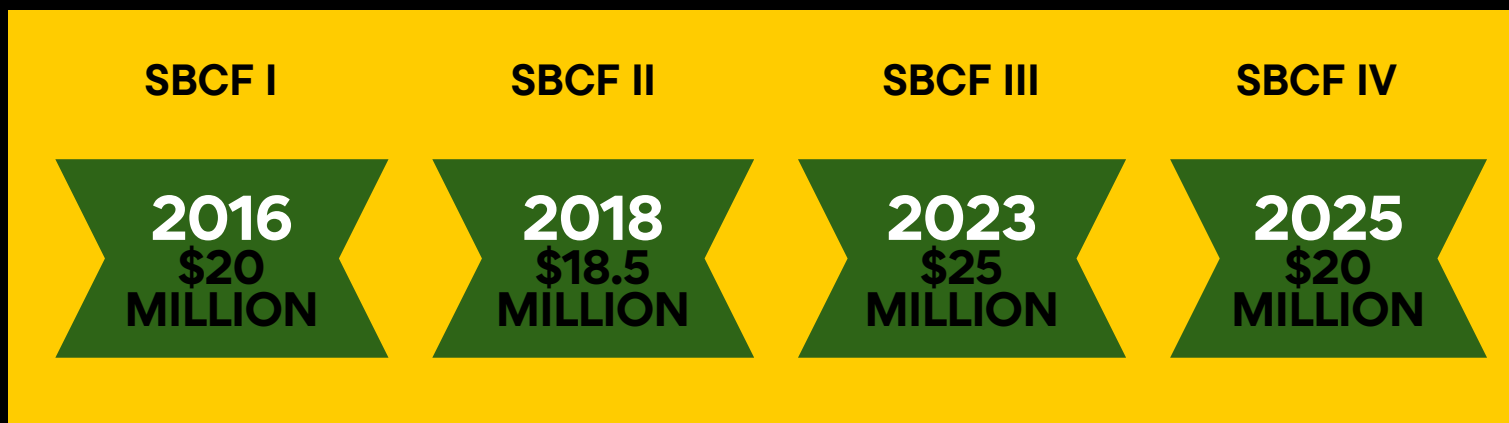 SBCF I
2016
$20
MILLION
SBCF II
2018
$18.5
MILLION
SBCF III
2023
$25
MILLION
SBCF IV
2025
$20
MILLION